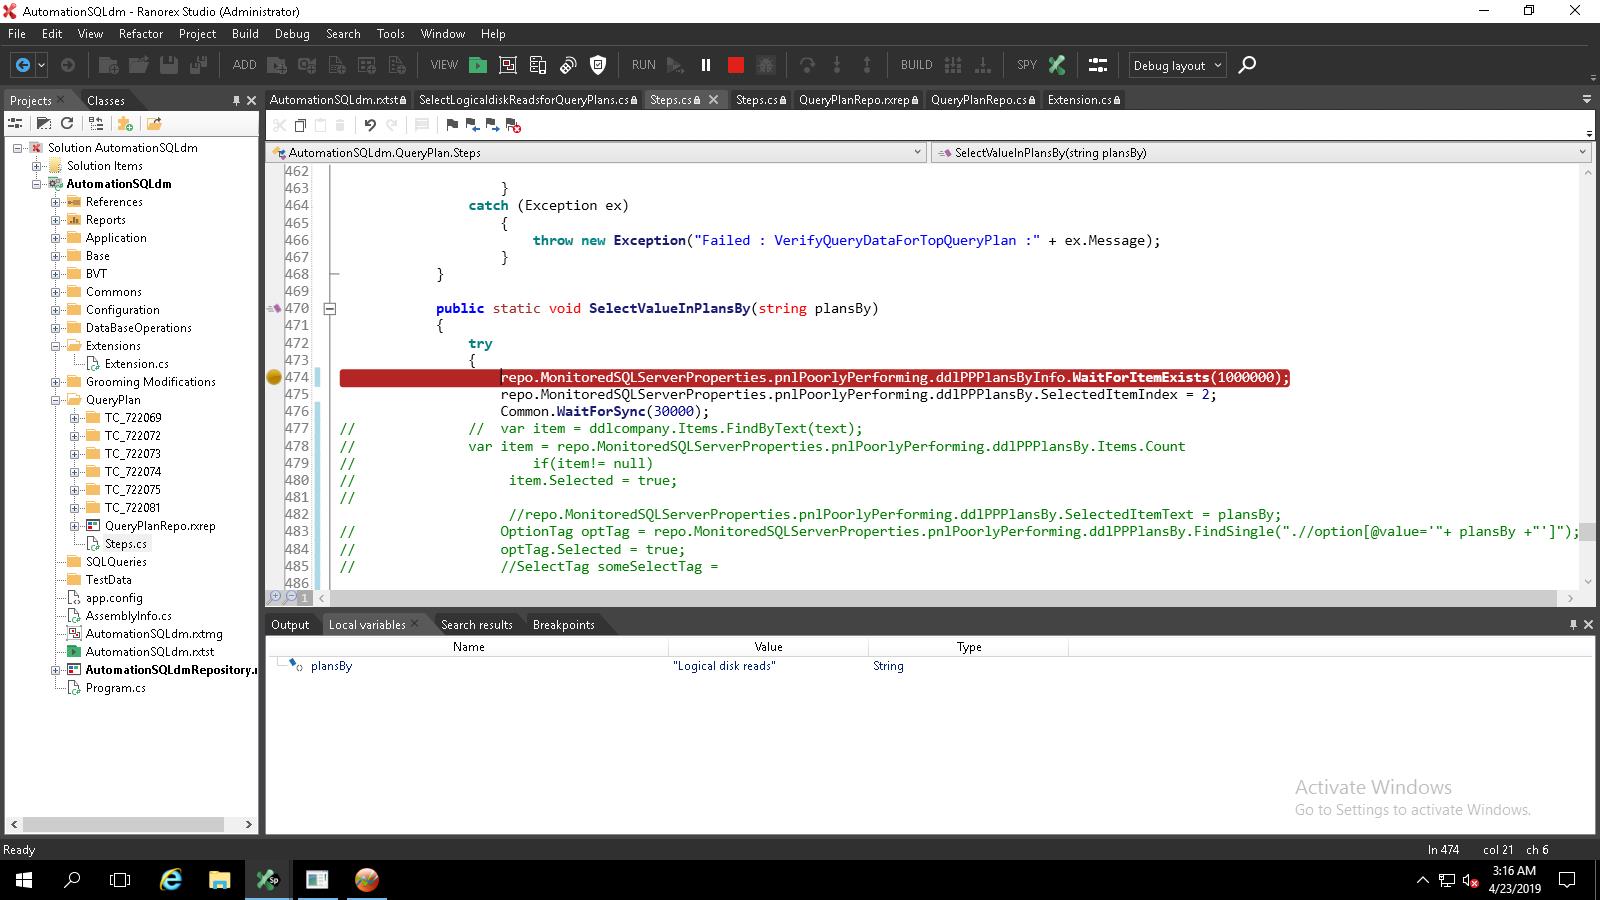 AutomationSQLdm - Ranorex Studio (Administrator)
File Edit View Refactor Project Build Debug Search Tools Window Help
ADD VIEW RUN BUILD SPY Debug layout
Projects Classes
AutomationSQLdm.rxtst SelectLogicaldiskReadsforQueryPlans.cs Steps.cs Steps.cs QueryPlanRepo.rxrep QueryPlanRepo.cs Extension.cs
AutomationSQLdm.QueryPlan.Steps SelectValueInPlansBy(string plansBy)
Solution AutomationSQLdm
Solution Items
AutomationSQLdm
References
Reports
Application
Base
BVT
Commons
Configuration
DataBaseOperations
Extensions
Extension.cs
Grooming Modifications
QueryPlan
TC_722069
TC_722072
TC_722073
TC_722074
TC_722075
TC_722081
QueryPlanRepo.rxrep
Steps.cs
SQLQueries
TestData
app.config
AssemblyInfo.cs
AutomationSQLdm.rxtmg
AutomationSQLdm.rxtst
AutomationSQLdmRepository.
Program.cs
462
463 }
464 catch (Exception ex)
465 {
466 throw new Exception("Failed : VerifyQueryDataForTopQueryPlan :" + ex.Message);
467 }
468 }
469
470 public static void SelectValueInPlansBy(string plansBy)
471 {
472 try
473 {
474 repo.MonitoredSQLServerProperties.pnlPoorlyPerforming.ddlPPPlansByInfo.WaitForItemExists(1000000);
475 repo.MonitoredSQLServerProperties.pnlPoorlyPerforming.ddlPPPlansBy.SelectedItemIndex = 2;
476 Common.WaitForSync(30000);
477 // // var item = ddlcompany.Items.FindByText(text);
478 // var item = repo.MonitoredSQLServerProperties.pnlPoorlyPerforming.ddlPPPlansBy.Items.Count
479 // if(item!= null)
480 // item.Selected = true;
481 //
482 //repo.MonitoredSQLServerProperties.pnlPoorlyPerforming.ddlPPPlansBy.SelectedItemText = plansBy;
483 // OptionTag optTag = repo.MonitoredSQLServerProperties.pnlPoorlyPerforming.ddlPPPlansBy.FindSingle(".//option[@value='"+ plansBy +"']");
484 // optTag.Selected = true;
485 // //SelectTag someSelectTag =
486
1
Output Local variables Search results Breakpoints
Name Value Type
plansBy "Logical disk reads" String
Activate Windows
Go to Settings to activate Windows.
Ready ln 474 col 21 ch 6
Sp
3:16 AM
4/23/2019